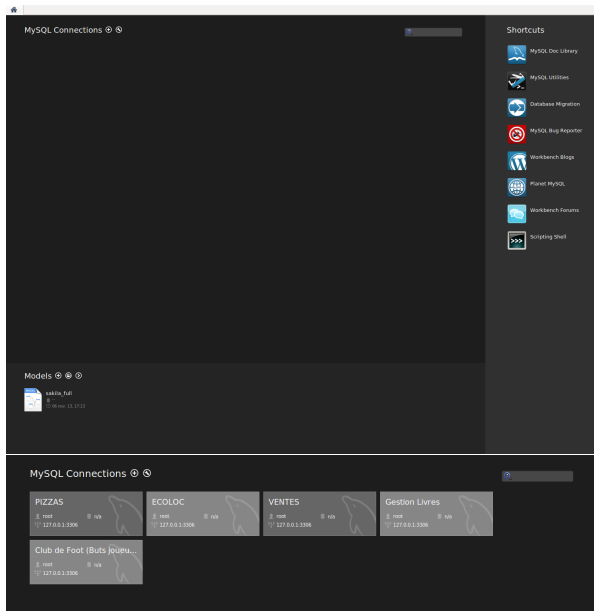 MySQL Connections
Shortcuts
MySQL Doc Library
MySQL Utilities
Database Migration
MySQL Bug Reporter
Workbench Blogs
Planet MySQL
Workbench Forums
Scripting Shell
Models
sakila_full
MySQL Connections
PIZZAS
root n/a
127.0.0.1:3306
ECOLOC
root n/a
127.0.0.1:3306
VENTES
root n/a
127.0.0.1:3306
Gestion Livres
root n/a
127.0.0.1:3306
Club de Foot (Buts joueu...
root n/a
127.0.0.1:3306